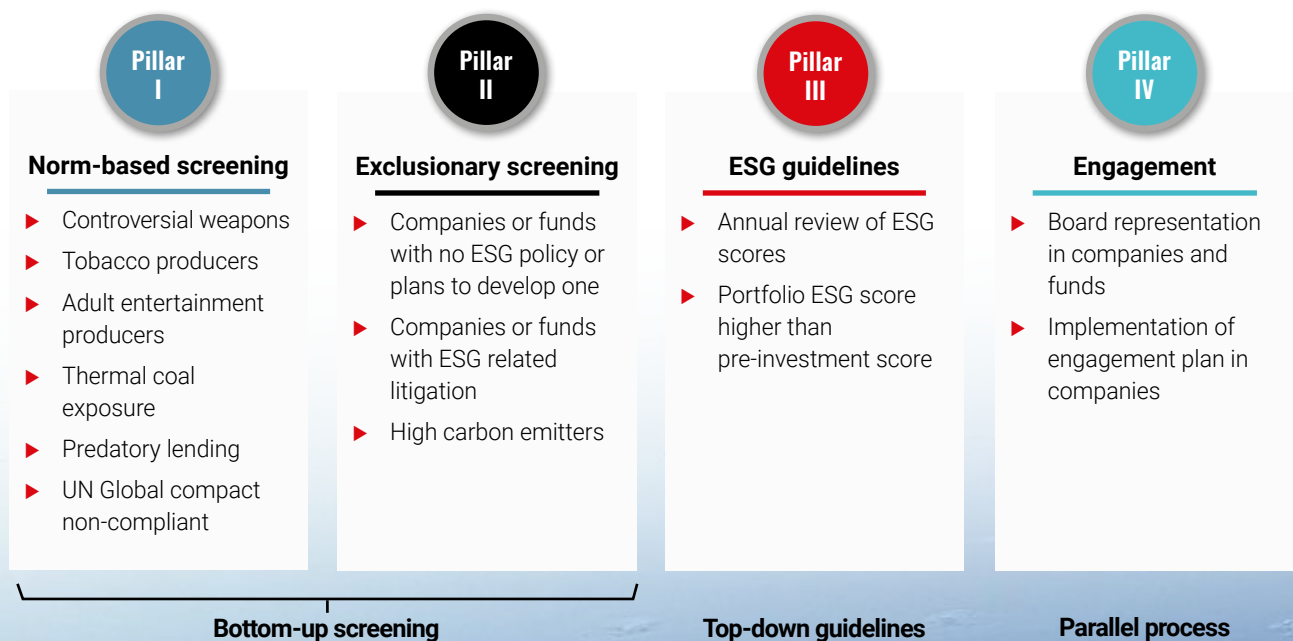 Pillar
I
Norm-based screening
Controversial weapons
Tobacco producers
Adult entertainment
producers
Thermal coal
exposure
Predatory lending
UN Global compact
non-compliant
Pillar
II
Exclusionary screening
Companies or funds
with no ESG policy or
plans to develop one
Companies or funds
with ESG related
litigation
High carbon emitters
Pillar
III
ESG guidelines
Annual review of ESG
scores
Portfolio ESG score
higher than
pre-investment score
Pillar
IV
Engagement
Board representation
in companies and
funds
Implementation of
engagement plan in
companies
Bottom-up screening
Top-down guidelines
Parallel process